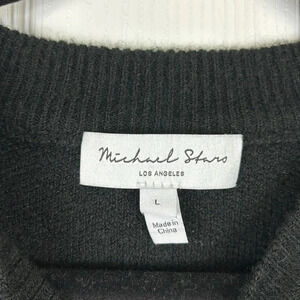 Michael Stars
LOS ANGELES
L
Made in
China